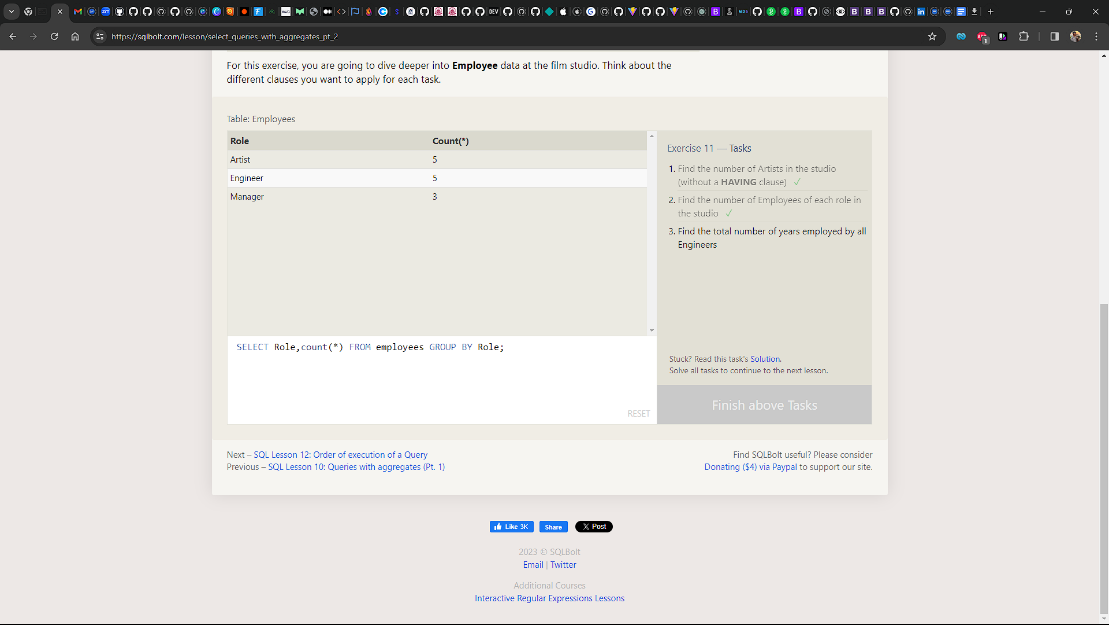 https://sqlbolt.com/lesson/select_queries_with_aggregates_pt_2
For this exercise, you are going to dive deeper into Employee data at the film studio. Think about the
different clauses you want to apply for each task.
Table: Employees
Role Count(*)
Artist 5
Engineer 5
Manager 3
SELECT Role,count(*) FROM employees GROUP BY Role;
RESET
Exercise 11 — Tasks
1. Find the number of Artists in the studio
(without a HAVING clause) ✓
2. Find the number of Employees of each role in
the studio ✓
3. Find the total number of years employed by all
Engineers
Stuck? Read this task's Solution.
Solve all tasks to continue to the next lesson.
Finish above Tasks
Next – SQL Lesson 12: Order of execution of a Query
Previous – SQL Lesson 10: Queries with aggregates (Pt. 1)
Find SQLBolt useful? Please consider
Donating ($4) via Paypal to support our site.
Like 3K
Share
X Post
2023 © SQLBolt
Email | Twitter
Additional Courses
Interactive Regular Expressions Lessons